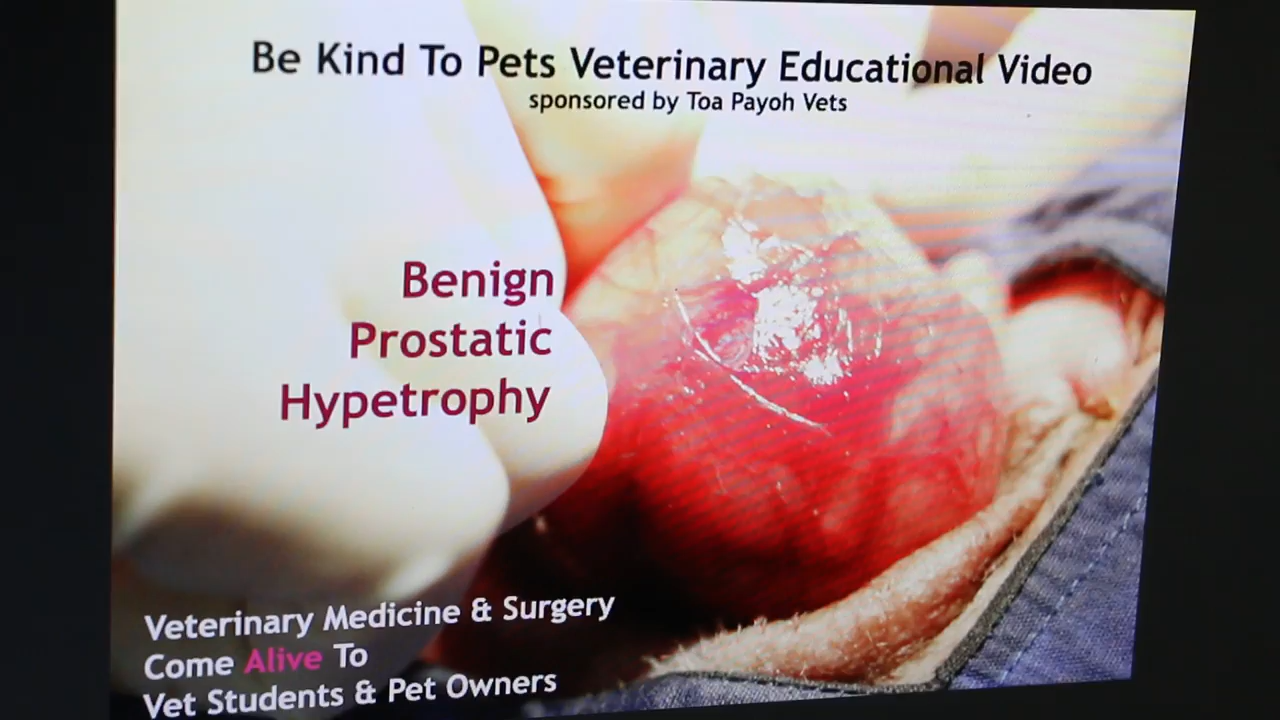 Be Kind To Pets Veterinary Educational Video
sponsored by Toa Payoh Vets
Benign
Prostatic
Hypetrophy
Veterinary Medicine & Surgery
Come Alive To
Vet Students & Pet Owners